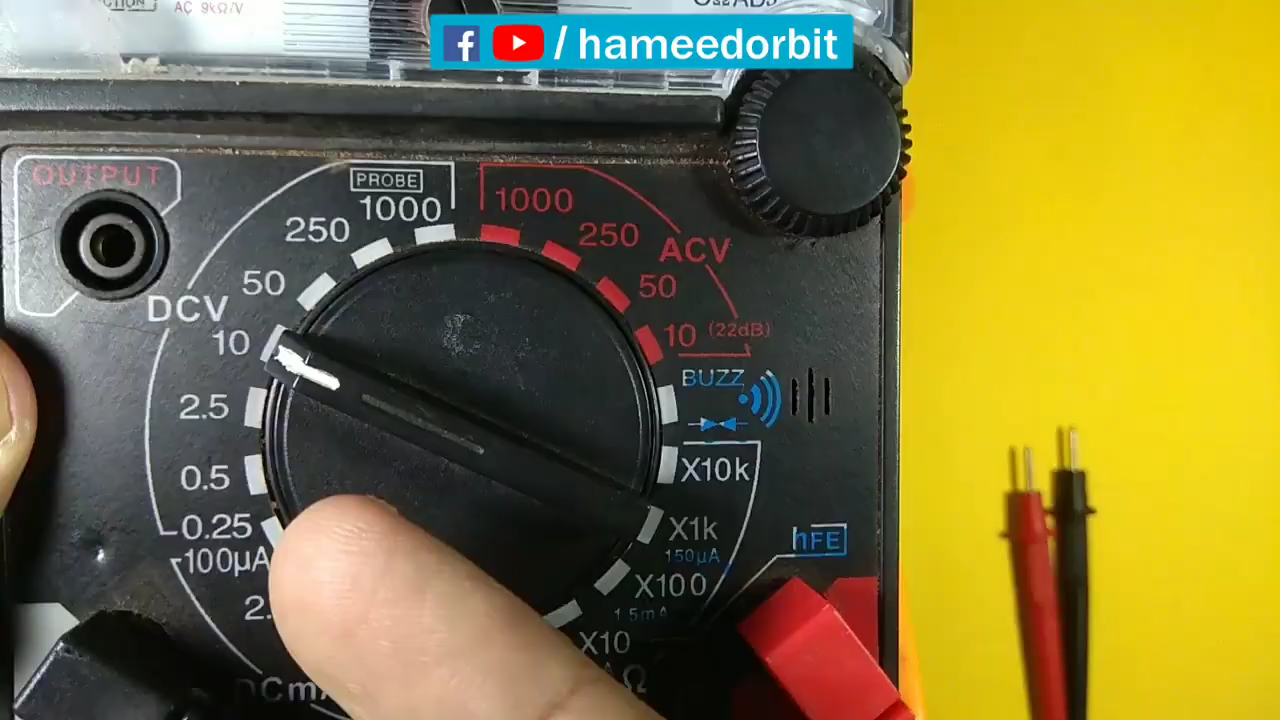 AC 9kΩ/V
/ hameedorbit
OUTPUT
PROBE
1000
250
50
DCV
10
2.5
0.5
0.25
100µA
1000
250
ACV
50
10 (22dB)
BUZZ
X10k
X1k
150µA
X100
1.5mA
X10
Ω
hFE